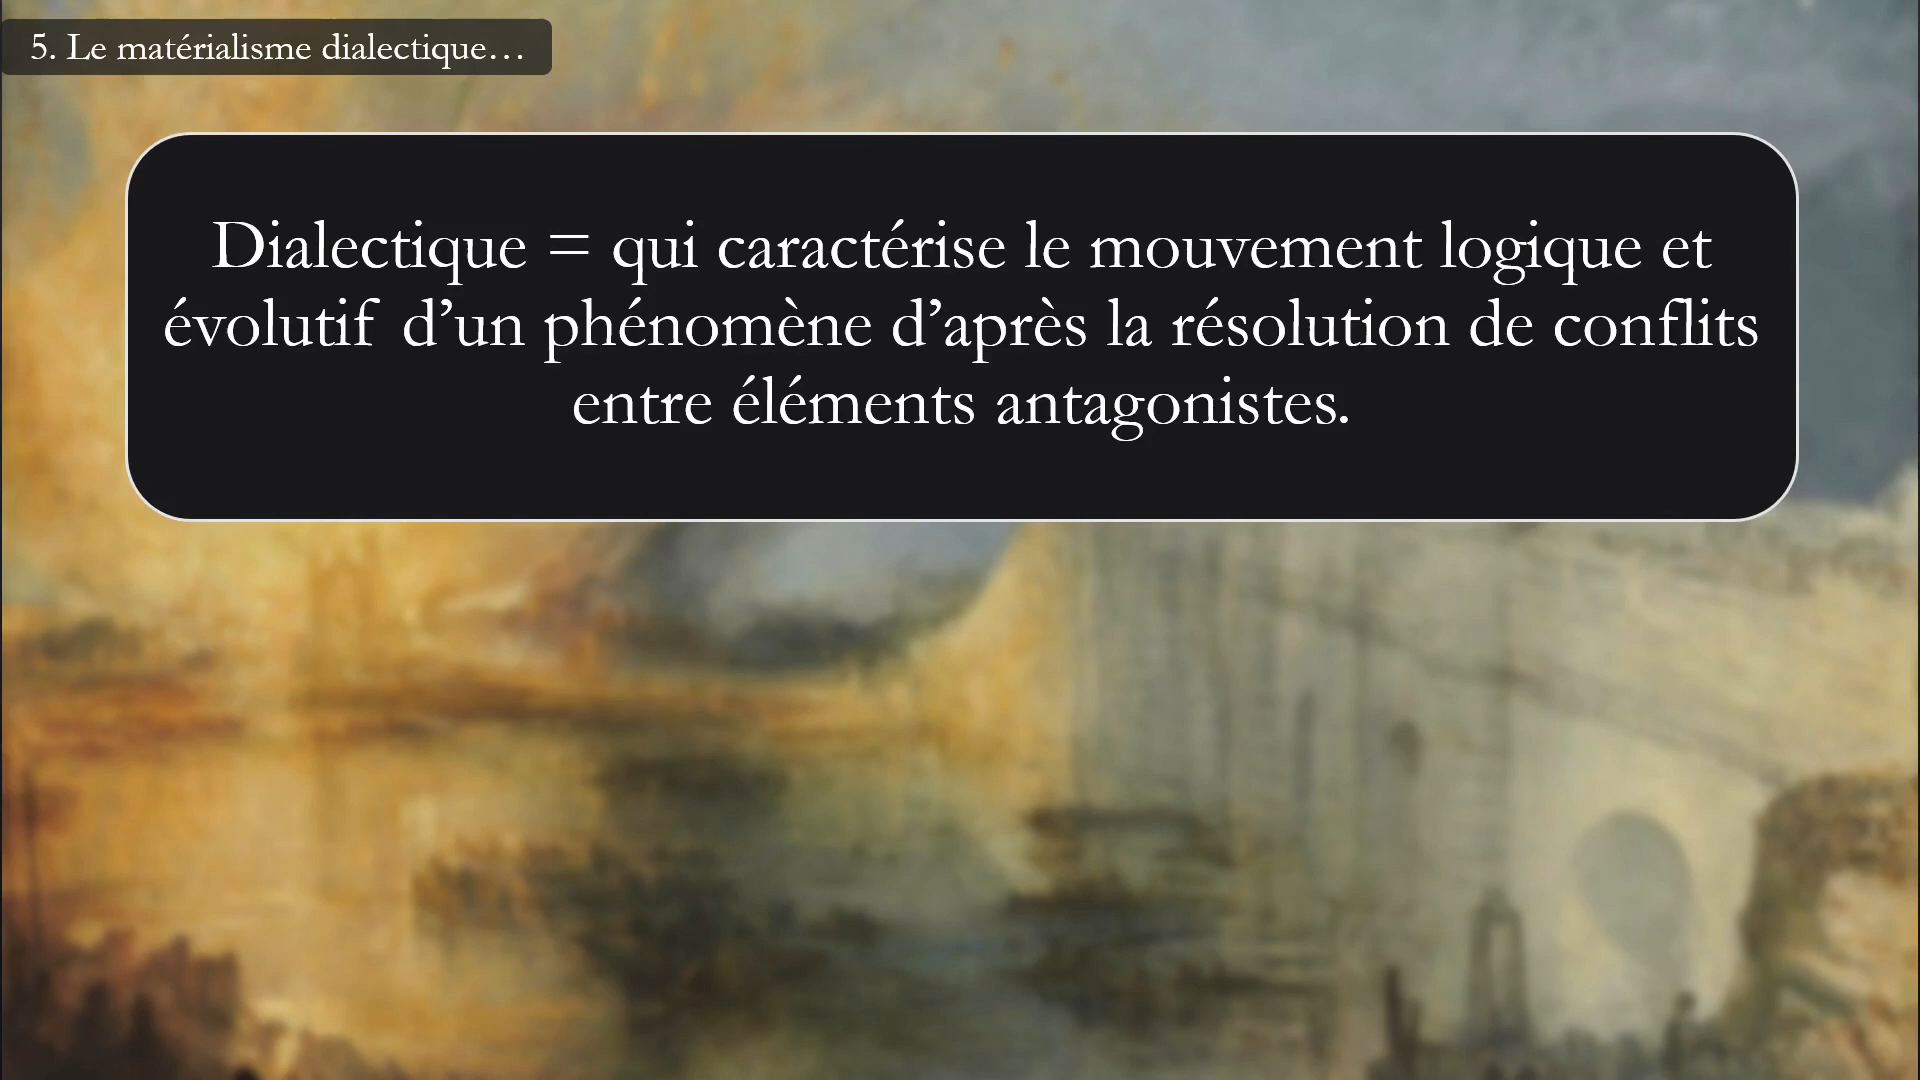 5. Le matérialisme dialectique…
Dialectique = qui caractérise le mouvement logique et
évolutif d’un phénomène d’après la résolution de conflits
entre éléments antagonistes.